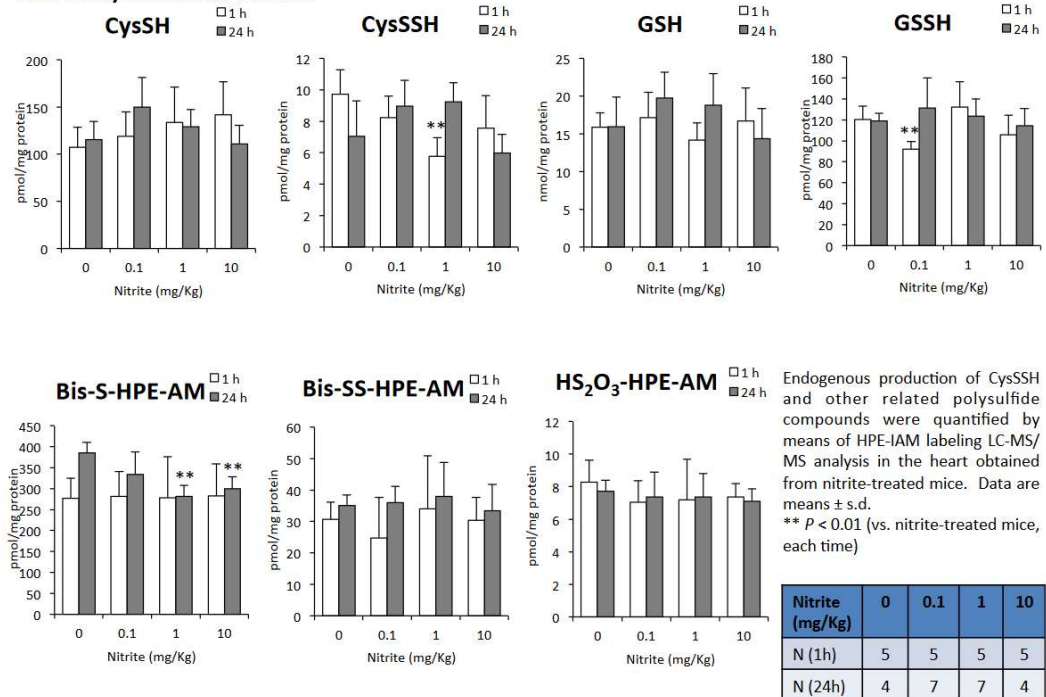 CysSH
□ 1 h
■ 24 h
pmol/mg protein
200
150
100
50
0
0 0.1 1 10
Nitrite (mg/Kg)
CysSSH
□ 1 h
■ 24 h
pmol/mg protein
12
10
8
6
4
2
0
**
0 0.1 1 10
Nitrite (mg/Kg)
GSH
□ 1 h
■ 24 h
nmol/mg protein
25
20
15
10
5
0
0 0.1 1 10
Nitrite (mg/Kg)
GSSH
□ 1 h
■ 24 h
pmol/mg protein
180
160
140
120
100
80
60
40
20
0
**
0 0.1 1 10
Nitrite (mg/Kg)
Bis-S-HPE-AM
□ 1 h
■ 24 h
pmol/mg protein
450
400
350
300
250
200
150
100
50
0
** **
0 0.1 1 10
Nitrite (mg/Kg)
Bis-SS-HPE-AM
□ 1 h
■ 24 h
pmol/mg protein
60
50
40
30
20
10
0
0 0.1 1 10
Nitrite (mg/Kg)
HS₂O₃-HPE-AM
□ 1 h
■ 24 h
pmol/mg protein
12
10
8
6
4
2
0
0 0.1 1 10
Nitrite (mg/Kg)
Endogenous production of CysSSH
and other related polysulfide
compounds were quantified by
means of HPE-IAM labeling LC-MS/
MS analysis in the heart obtained
from nitrite-treated mice. Data are
means ± s.d.
** P < 0.01 (vs. nitrite-treated mice,
each time)
Nitrite (mg/Kg) 0 0.1 1 10
N (1h) 5 5 5 5
N (24h) 4 7 7 4